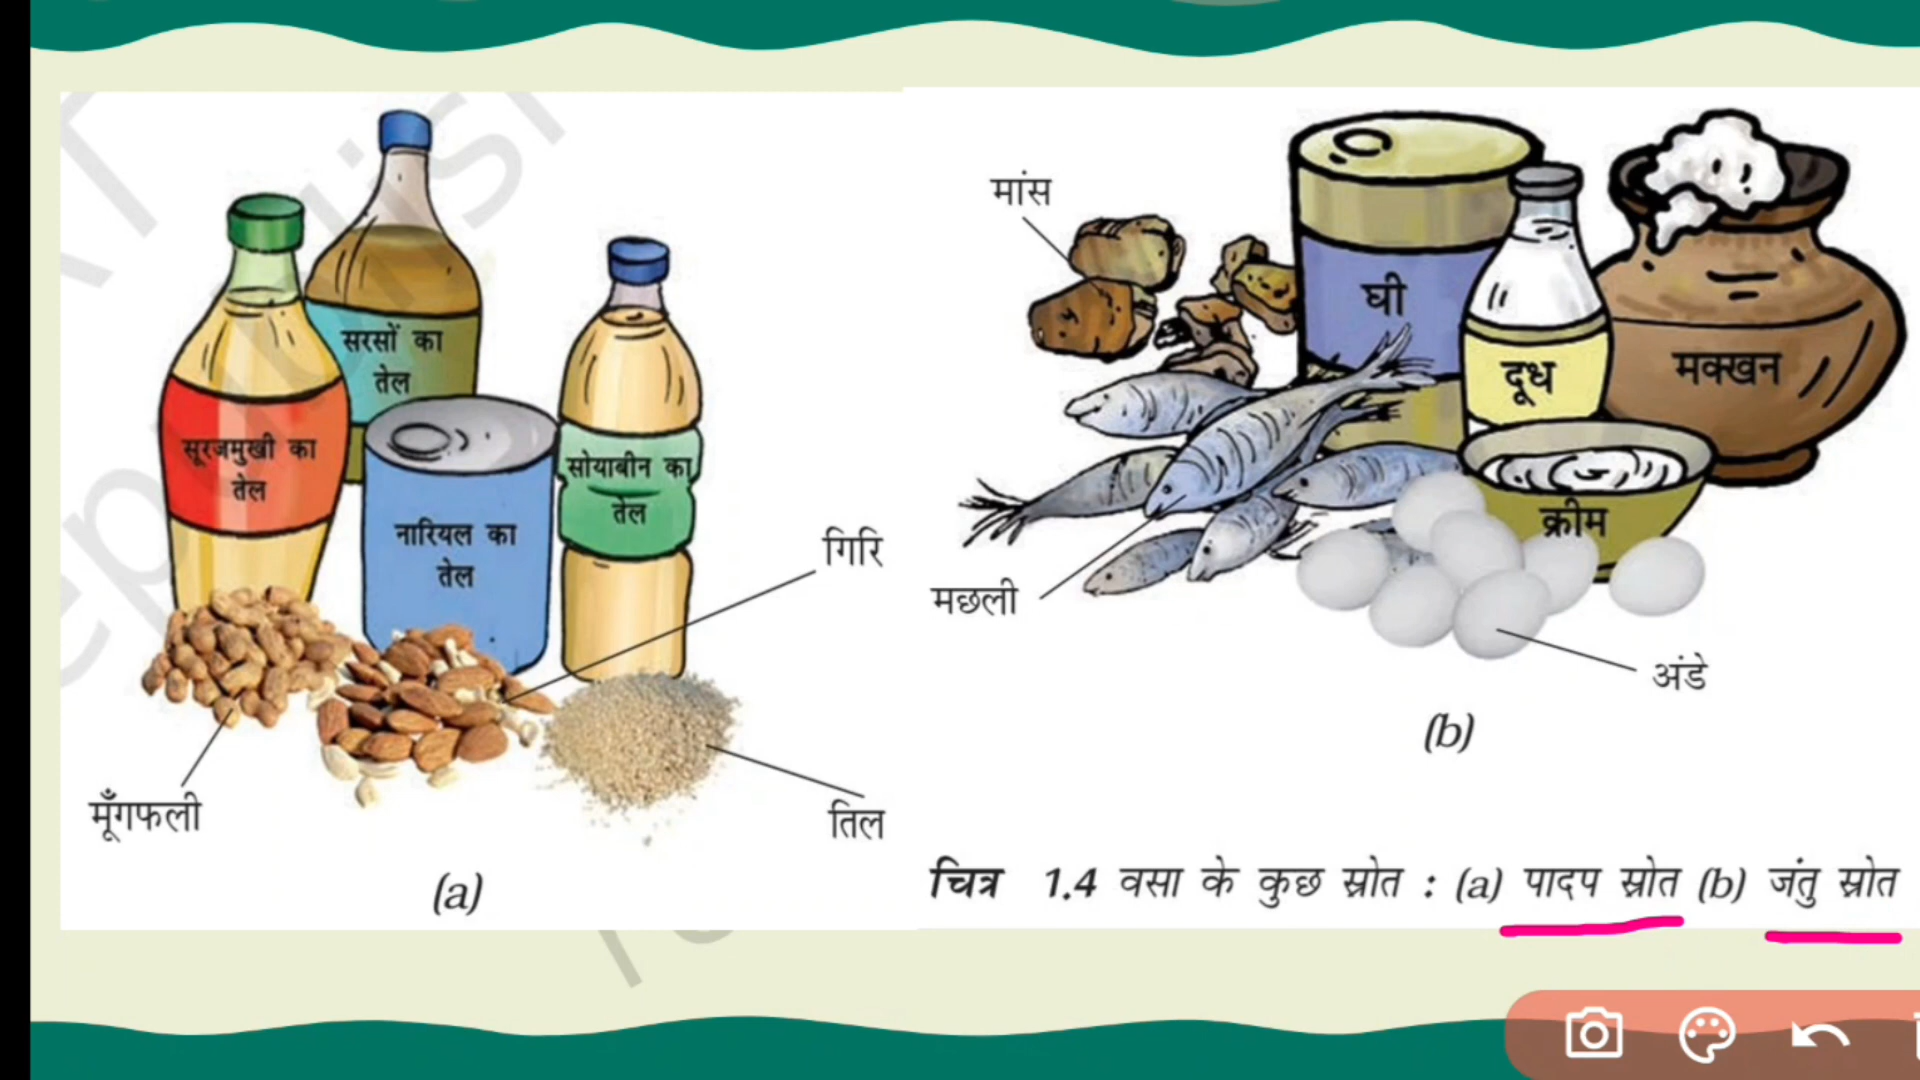 सरसों का
तेल
सूरजमुखी का
तेल
सोयाबीन का
तेल
नारियल का
तेल
गिरि
मूँगफली
तिल
(a)
मांस
घी
दूध
मक्खन
क्रीम
मछली
अंडे
(b)
चित्र 1.4 वसा के कुछ स्रोत : (a) पादप स्रोत (b) जंतु स्रोत